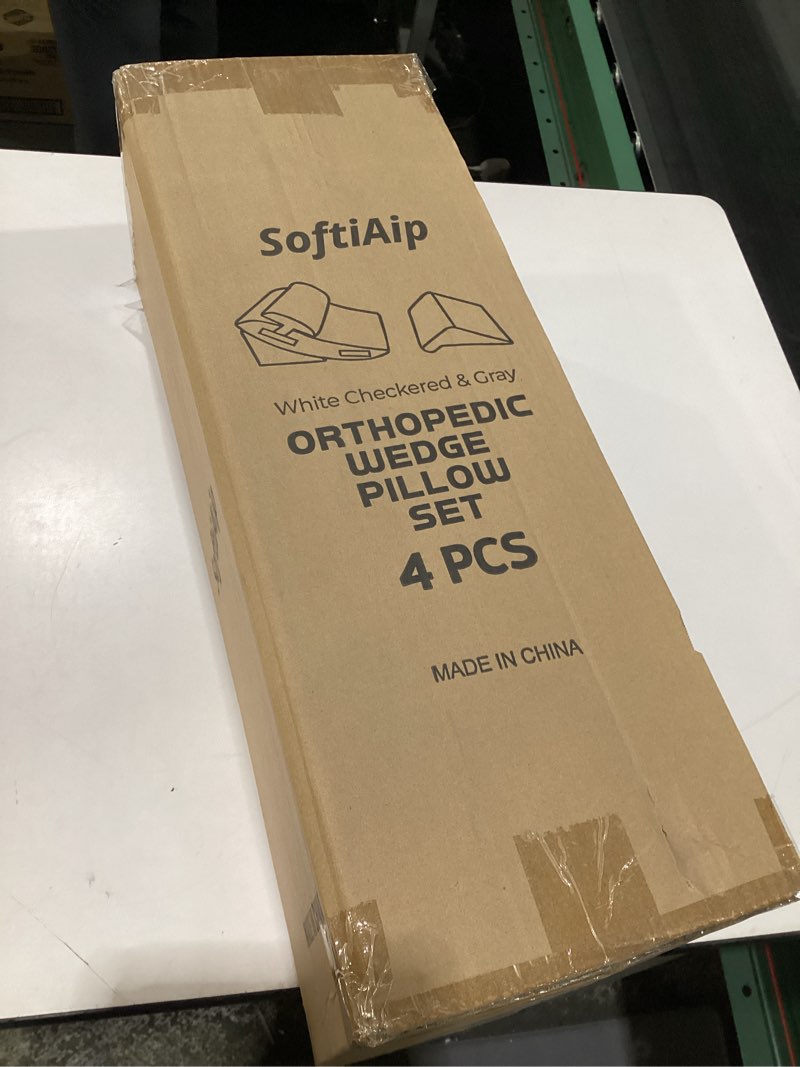 SoftiAip
White Checkered & Gray
ORTHOPEDIC
WEDGE
PILLOW
SET
4 PCS
MADE IN CHINA